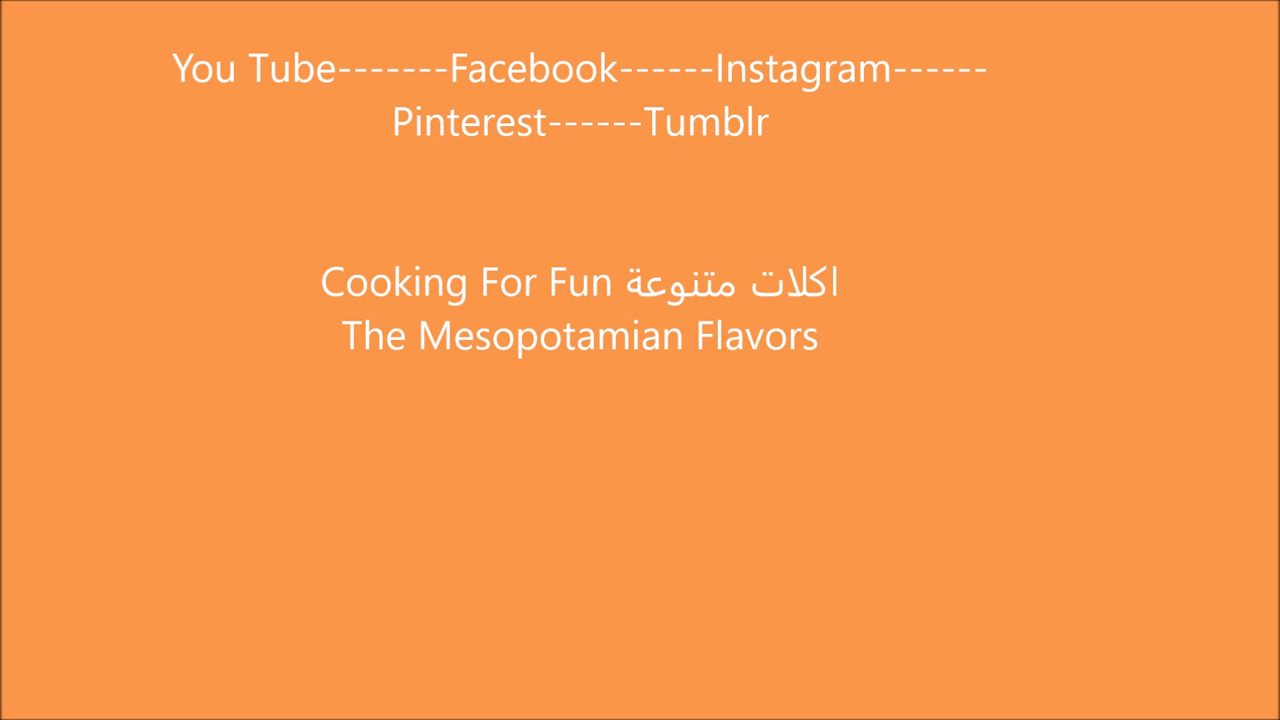 You Tube-------Facebook------Instagram------
Pinterest------Tumblr
Cooking For Fun اكلات متنوعة
The Mesopotamian Flavors